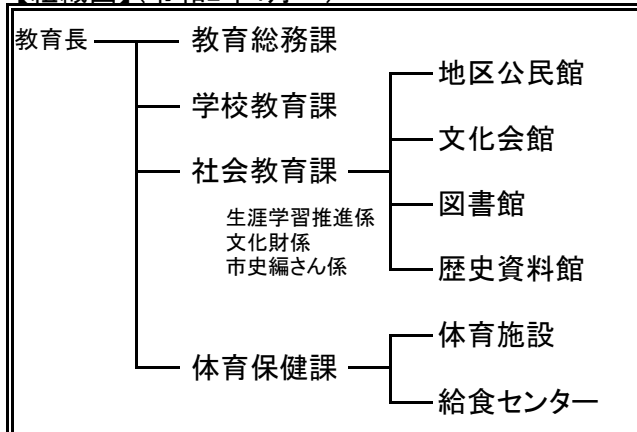 教育長
教育総務課
学校教育課
社会教育課
生涯学習推進係
文化財係
市史編さん係
地区公民館
文化会館
図書館
歴史資料館
体育保健課
体育施設
給食センター